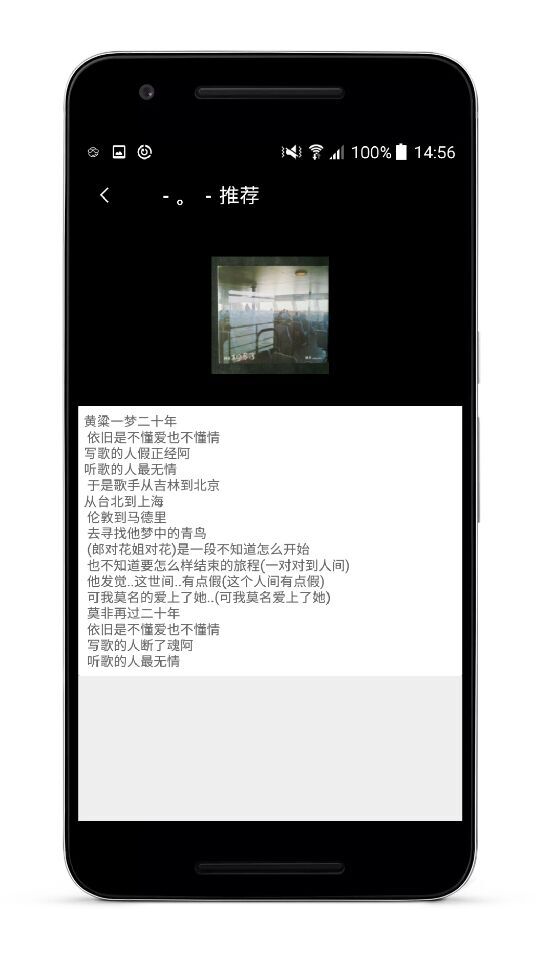 100% 14:56
- 。 - 推荐
1983
黄粱一梦二十年
依旧是不懂爱也不懂情
写歌的人假正经阿
听歌的人最无情
于是歌手从吉林到北京
从台北到上海
伦敦到马德里
去寻找他梦中的青鸟
(郎对花姐对花)是一段不知道怎么开始
也不知道要怎么样结束的旅程(一对对到人间)
他发觉..这世间..有点假(这个人间有点假)
可我莫名的爱上了她..(可我莫名爱上了她)
莫非再过二十年
依旧是不懂爱也不懂情
写歌的人断了魂阿
听歌的人最无情